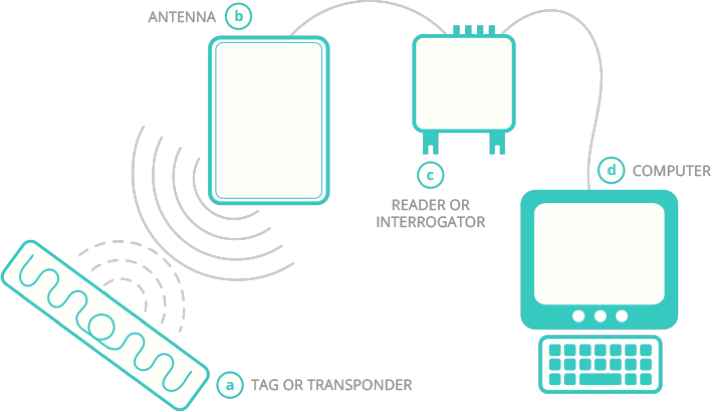 ANTENNA b
c
READER OR
INTERROGATOR
d COMPUTER
a TAG OR TRANSPONDER